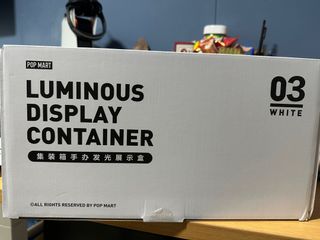 POP MART
LUMINOUS
DISPLAY
CONTAINER
集装箱手办发光展示盒
03
WHITE
©ALL RIGHTS RESERVED BY POP MART